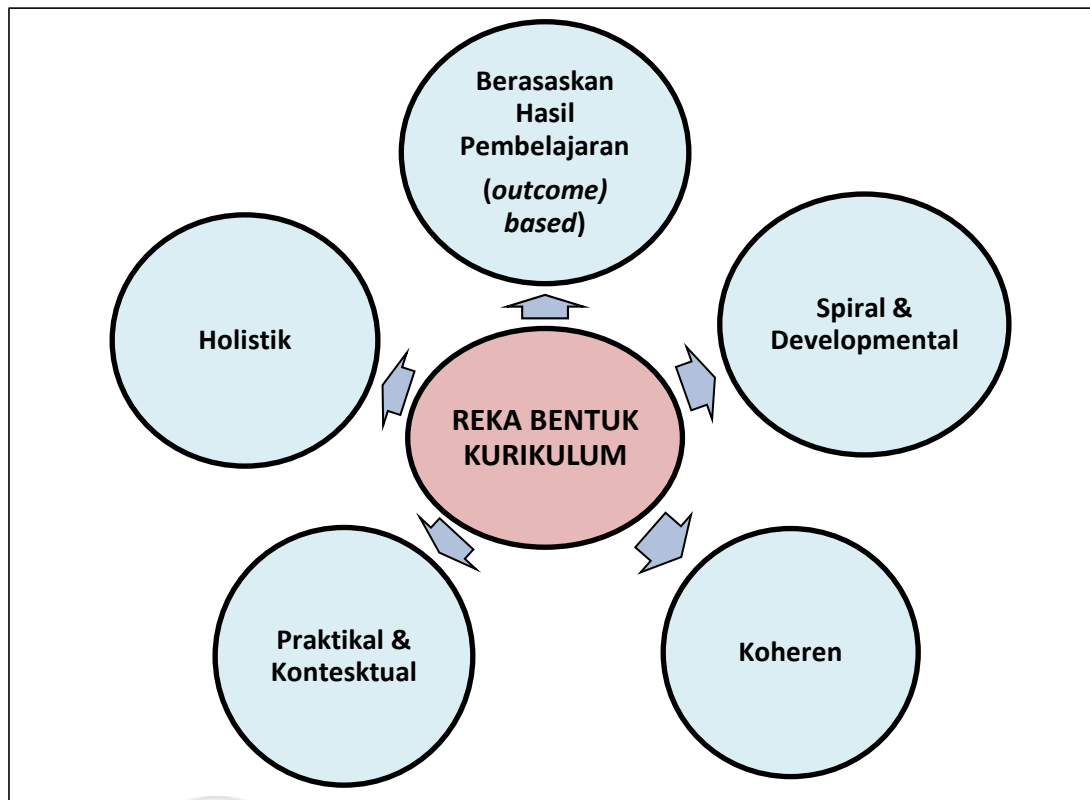 Berasaskan
Hasil
Pembelajaran
(outcome)
based)
Spiral &
Developmental
Holistik
REKA BENTUK
KURIKULUM
Praktikal &
Kontesktual
Koheren